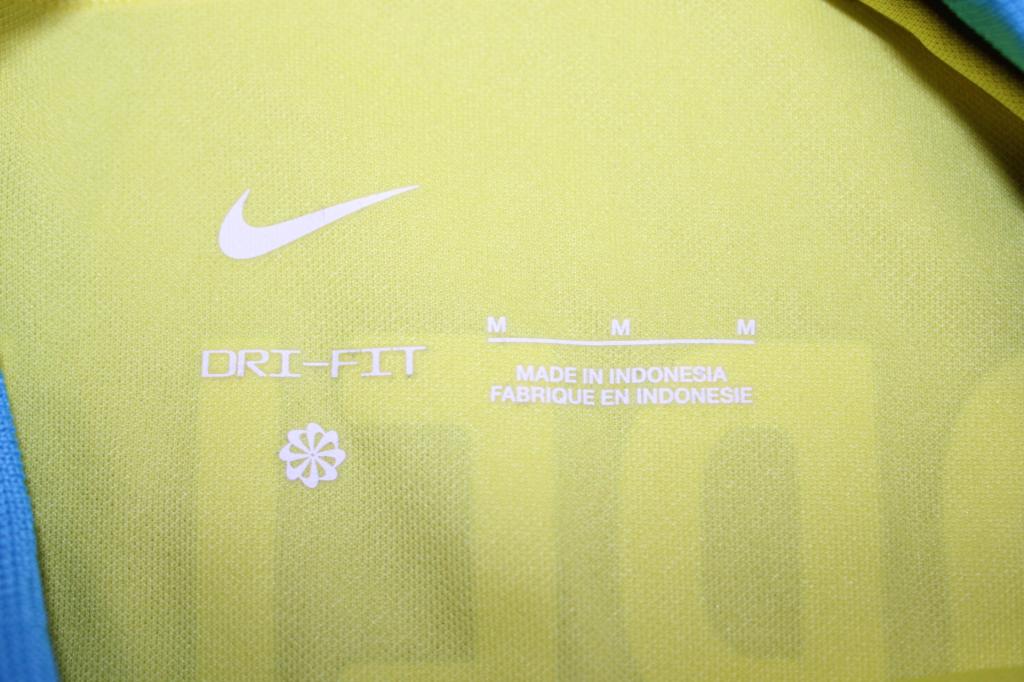 DRI-FIT
M M M
MADE IN INDONESIA
FABRIQUE EN INDONESIE